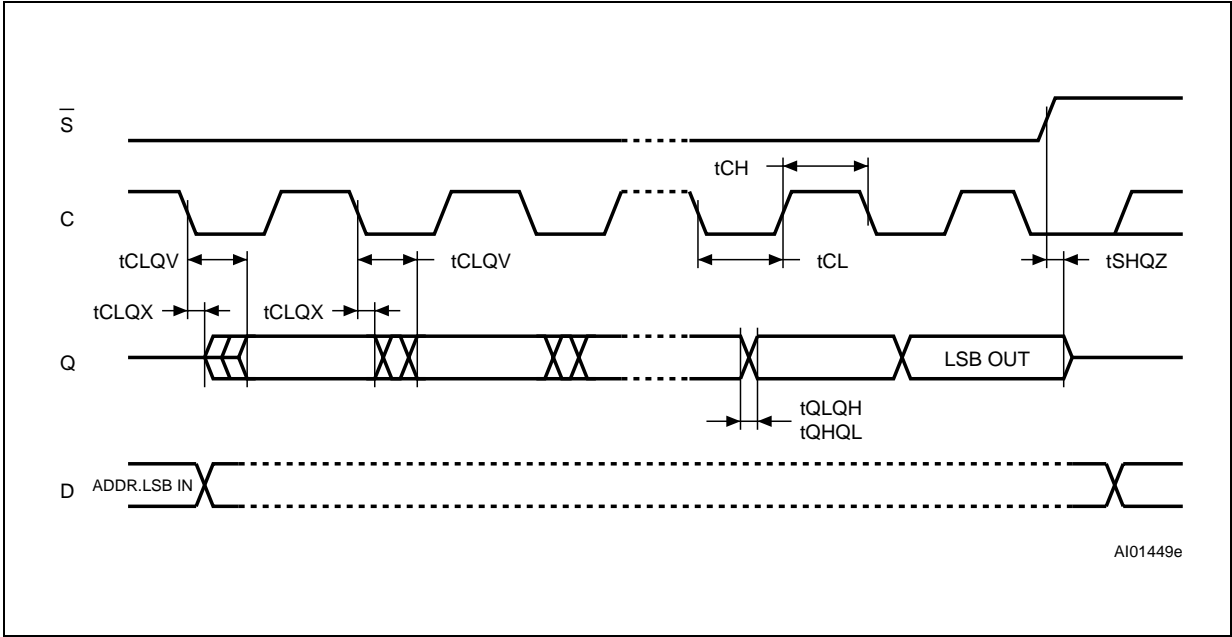 S
tCH
C
tCLQV tCLQV tCL tSHQZ
tCLQX tCLQX
Q LSB OUT
tQLQH
tQHQL
D ADDR.LSB IN
AI01449e